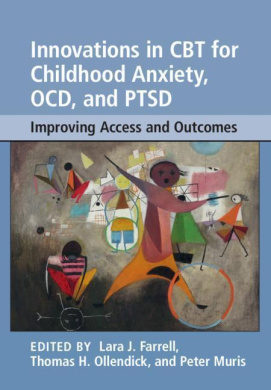 Innovations in CBT for
Childhood Anxiety,
OCD, and PTSD
Improving Access and Outcomes
EDITED BY Lara J. Farrell,
Thomas H. Ollendick, and Peter Muris